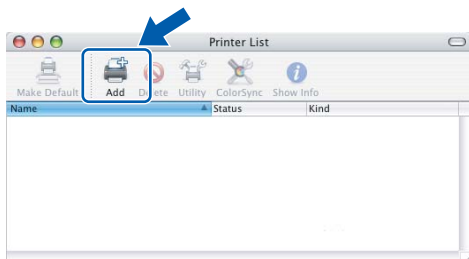 Printer List
Make Default Add Delete Utility ColorSync Show Info
Name Status Kind